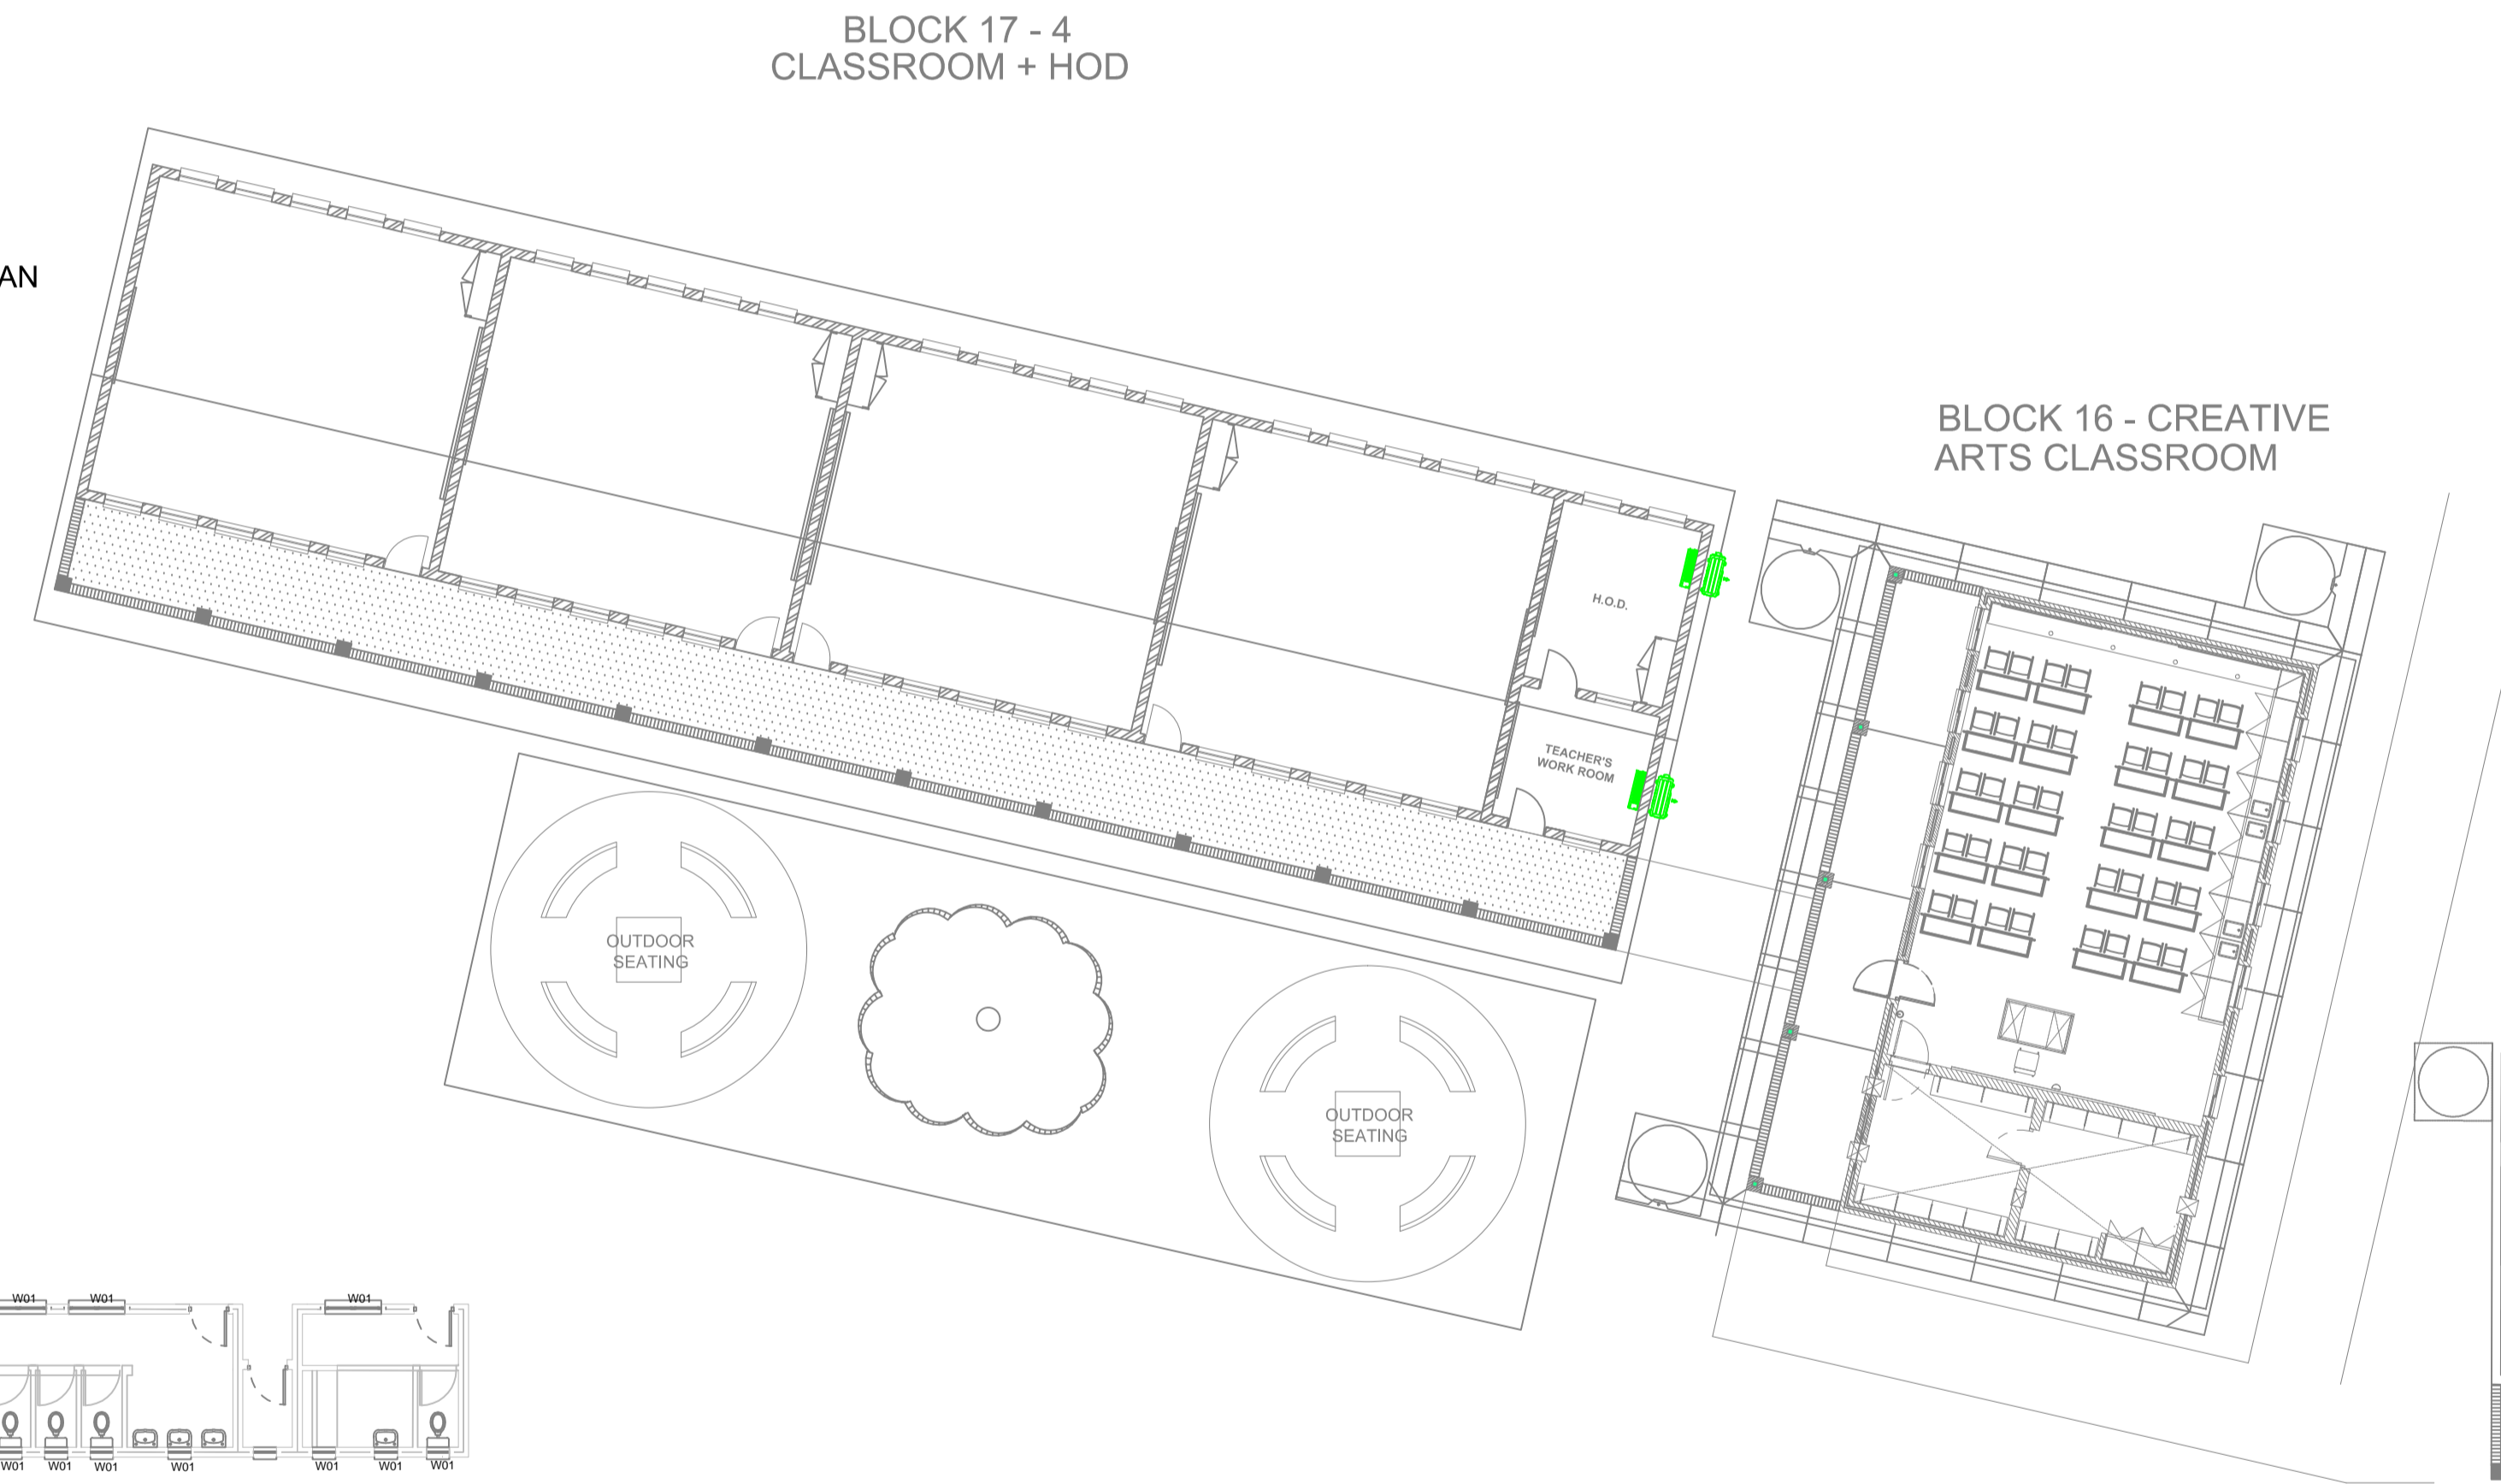 BLOCK 17 - 4
CLASSROOM + HOD
AN
BLOCK 16 - CREATIVE
ARTS CLASSROOM
H.O.D.
TEACHER'S
WORK ROOM
OUTDOOR
SEATING
OUTDOOR
SEATING
W01
W01
W01
W01
W01
W01
W01
W01
W01
W01